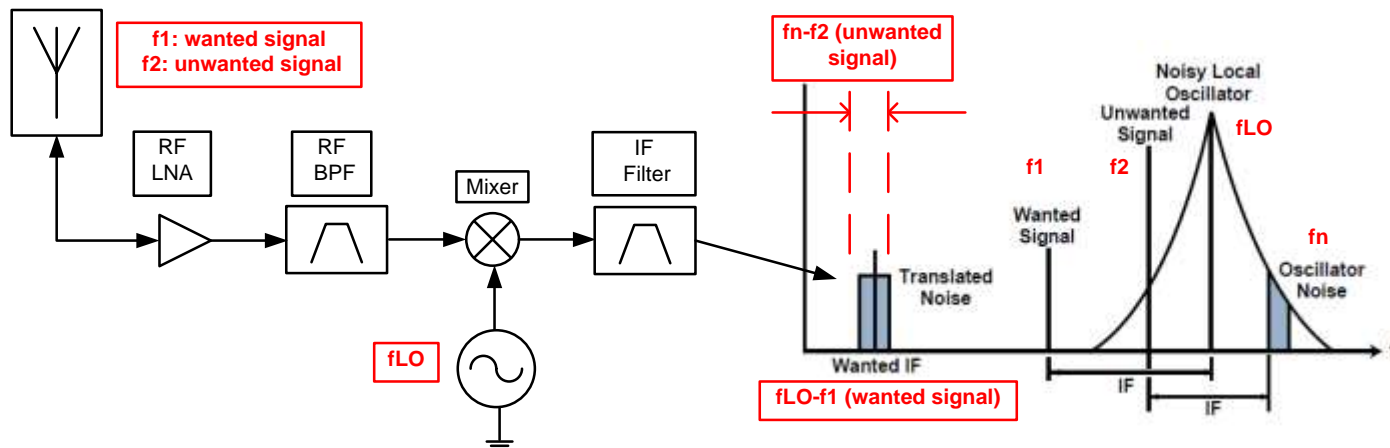 f1: wanted signal
f2: unwanted signal
RF
LNA
RF
BPF
Mixer
IF
Filter
fLO
fn-f2 (unwanted
signal)
Noisy Local
Oscillator
Unwanted
Signal
fLO
f1
f2
Wanted
Signal
fn
Oscillator
Noise
Translated
Noise
Wanted IF
fLO-f1 (wanted signal)
IF
IF